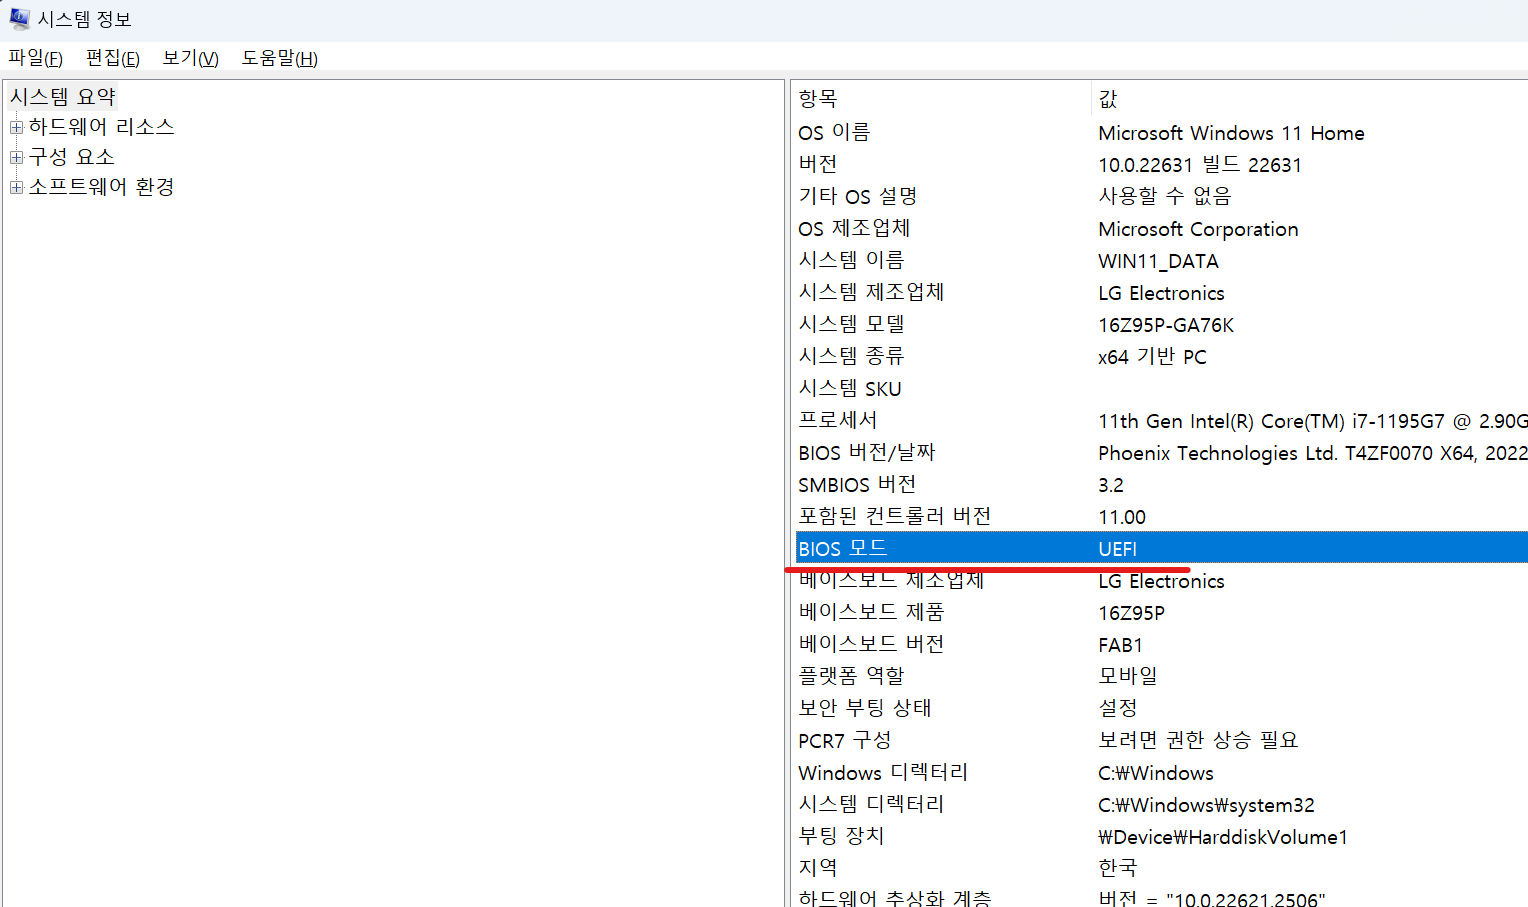 시스템 정보
파일(F) 편집(E) 보기(V) 도움말(H)
시스템 요약
하드웨어 리소스
구성 요소
소프트웨어 환경
항목 값
OS 이름 Microsoft Windows 11 Home
버전 10.0.22631 빌드 22631
기타 OS 설명 사용할 수 없음
OS 제조업체 Microsoft Corporation
시스템 이름 WIN11_DATA
시스템 제조업체 LG Electronics
시스템 모델 16Z95P-GA76K
시스템 종류 x64 기반 PC
시스템 SKU
프로세서 11th Gen Intel(R) Core(TM) i7-1195G7 @ 2.90G
BIOS 버전/날짜 Phoenix Technologies Ltd. T4ZF0070 X64, 2022
SMBIOS 버전 3.2
포함된 컨트롤러 버전 11.00
BIOS 모드 UEFI
베이스보드 제조업체 LG Electronics
베이스보드 제품 16Z95P
베이스보드 버전 FAB1
플랫폼 역할 모바일
보안 부팅 상태 설정
PCR7 구성 보려면 권한 상승 필요
Windows 디렉터리 C:₩Windows
시스템 디렉터리 C:₩Windows₩system32
부팅 장치 ₩Device₩HarddiskVolume1
지역 한국
하드웨어 추상화 계층 버전 = "10.0.22621.2506"